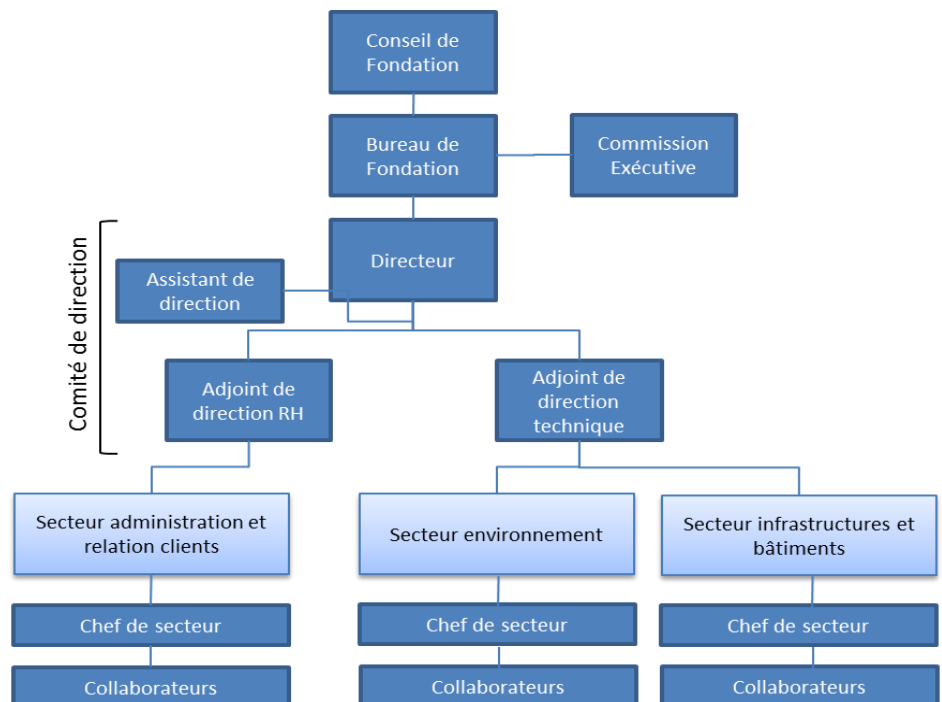 Conseil de
Fondation
Bureau de
Fondation
Commission
Exécutive
Comité de direction
Directeur
Assistant de
direction
Adjoint de
direction RH
Adjoint de
direction
technique
Secteur administration et
relation clients
Secteur environnement
Secteur infrastructures et
bâtiments
Chef de secteur
Chef de secteur
Chef de secteur
Collaborateurs
Collaborateurs
Collaborateurs